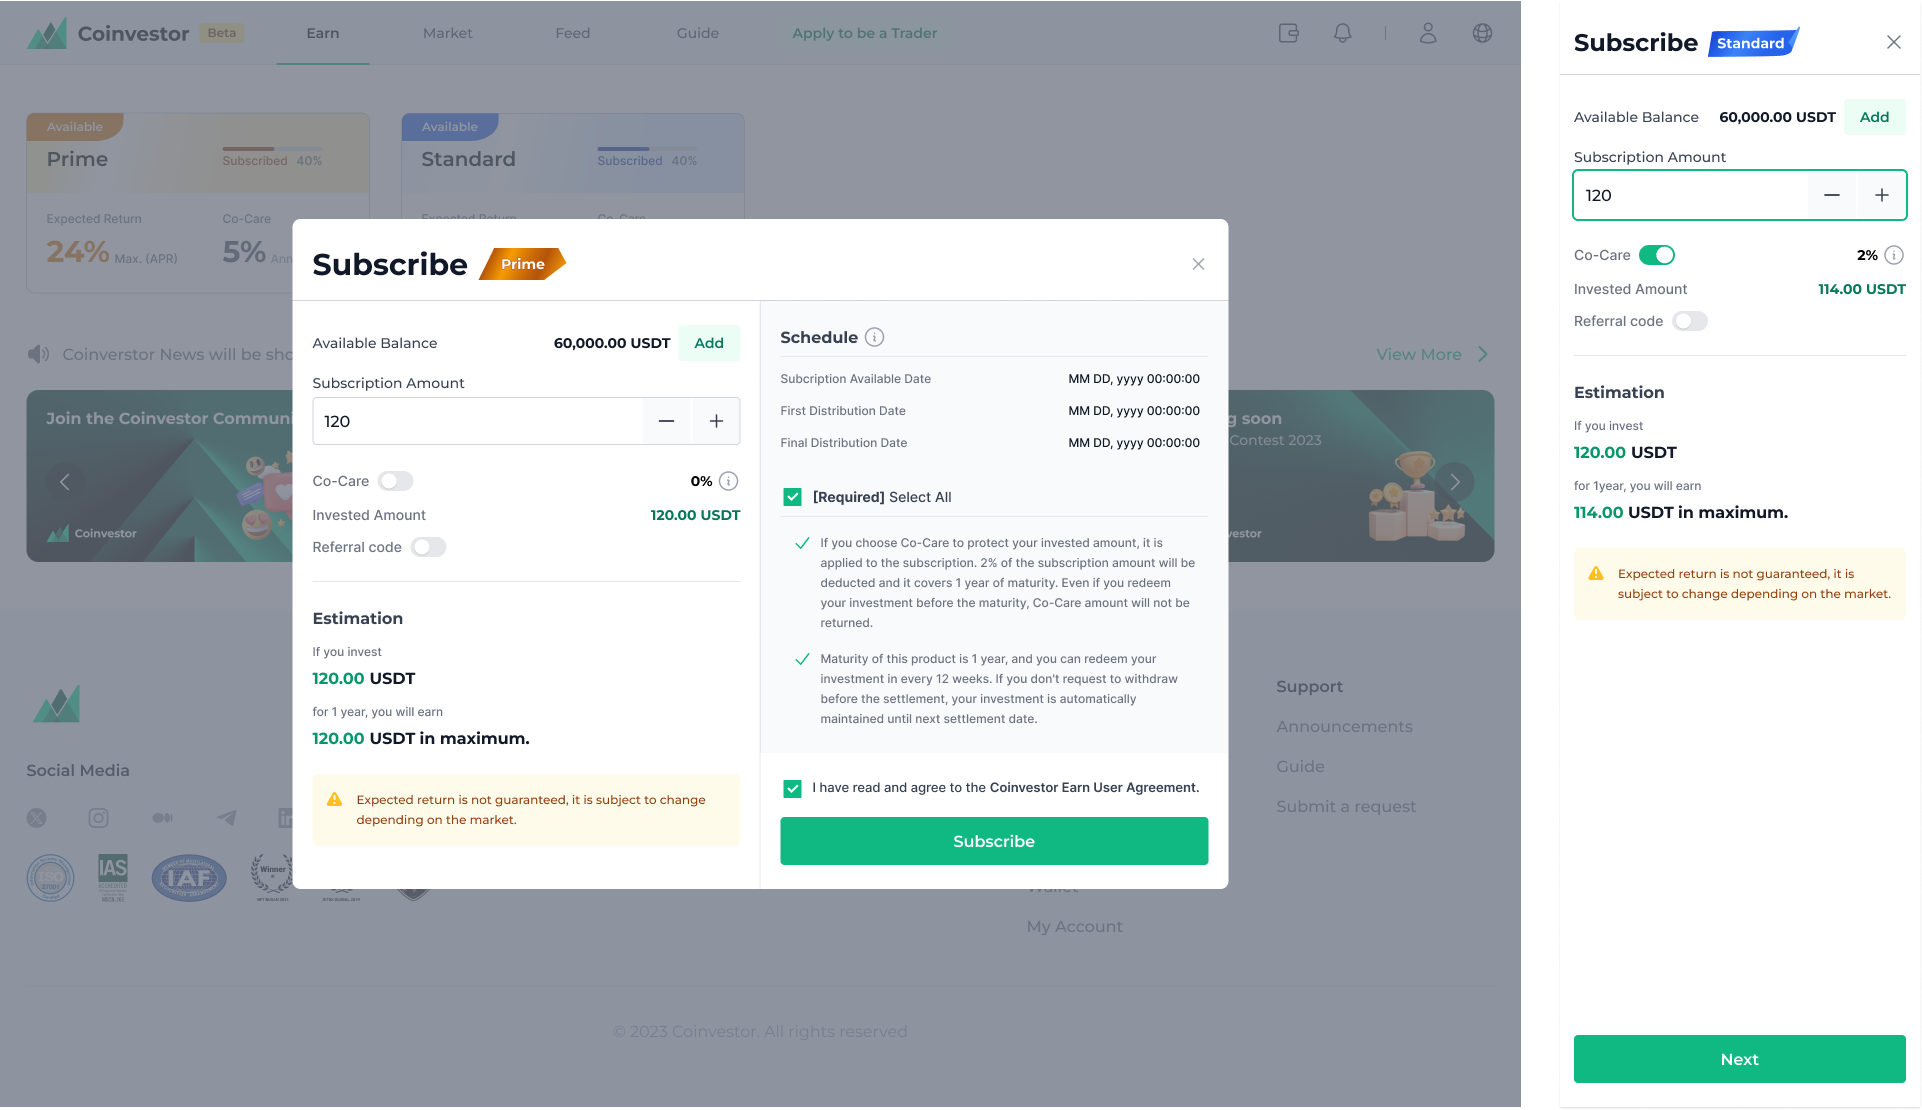 Coinvestor Beta Earn Market Feed Guide Apply to be a Trader
Available
Prime
Subscribed 40%
Expected Return
Co-Care
24% Max. (APR)
5%
Available
Standard
Subscribed 40%
Expected Return
Co-Care
Coinverstor News will be sho
View More
Join the Coinvestor Communi
Coinvestor
g soon
Contest 2023
vestor
Subscribe Prime
Available Balance 60,000.00 USDT Add
Subscription Amount
120
Co-Care 0%
Invested Amount 120.00 USDT
Referral code
Estimation
If you invest
120.00 USDT
for 1 year, you will earn
120.00 USDT in maximum.
Expected return is not guaranteed, it is subject to change
depending on the market.
Schedule
Subcription Available Date MM DD, yyyy 00:00:00
First Distribution Date MM DD, yyyy 00:00:00
Final Distribution Date MM DD, yyyy 00:00:00
[Required] Select All
If you choose Co-Care to protect your invested amount, it is
applied to the subscription. 2% of the subscription amount will be
deducted and it covers 1 year of maturity. Even if you redeem
your investment before the maturity, Co-Care amount will not be
returned.
Maturity of this product is 1 year, and you can redeem your
investment in every 12 weeks. If you don't request to withdraw
before the settlement, your investment is automatically
maintained until next settlement date.
I have read and agree to the Coinvestor Earn User Agreement.
Subscribe
Social Media
ISO
IAS
ACCREDITED
IAF
Winner
Wallet
My Account
Support
Announcements
Guide
Submit a request
© 2023 Coinvestor. All rights reserved
Subscribe Standard
Available Balance 60,000.00 USDT Add
Subscription Amount
120
Co-Care 2%
Invested Amount 114.00 USDT
Referral code
Estimation
If you invest
120.00 USDT
for 1year, you will earn
114.00 USDT in maximum.
Expected return is not guaranteed, it is
subject to change depending on the market.
Next